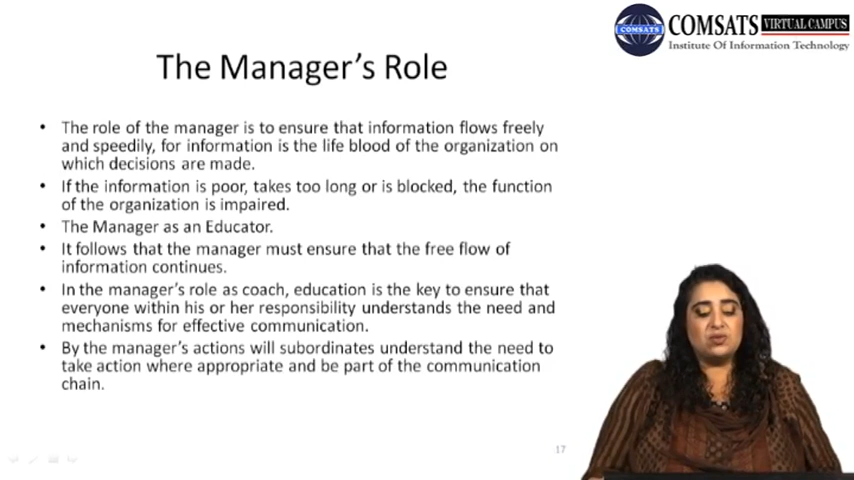 COMSATS
COMSATS VIRTUAL CAMPUS
Institute Of Information Technology
The Manager's Role
• The role of the manager is to ensure that information flows freely
and speedily, for information is the life blood of the organization on
which decisions are made.
• If the information is poor, takes too long or is blocked, the function
of the organization is impaired.
• The Manager as an Educator.
• It follows that the manager must ensure that the free flow of
information continues.
• In the manager's role as coach, education is the key to ensure that
everyone within his or her responsibility understands the need and
mechanisms for effective communication.
• By the manager's actions will subordinates understand the need to
take action where appropriate and be part of the communication
chain.
17